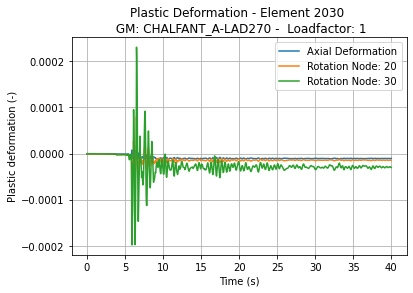 Plastic Deformation - Element 2030
GM: CHALFANT_A-LAD270 - Loadfactor: 1
Axial Deformation
Rotation Node: 20
Rotation Node: 30
Plastic deformation (-)
0.0002
0.0001
0.0000
−0.0001
−0.0002
0 5 10 15 20 25 30 35 40
Time (s)